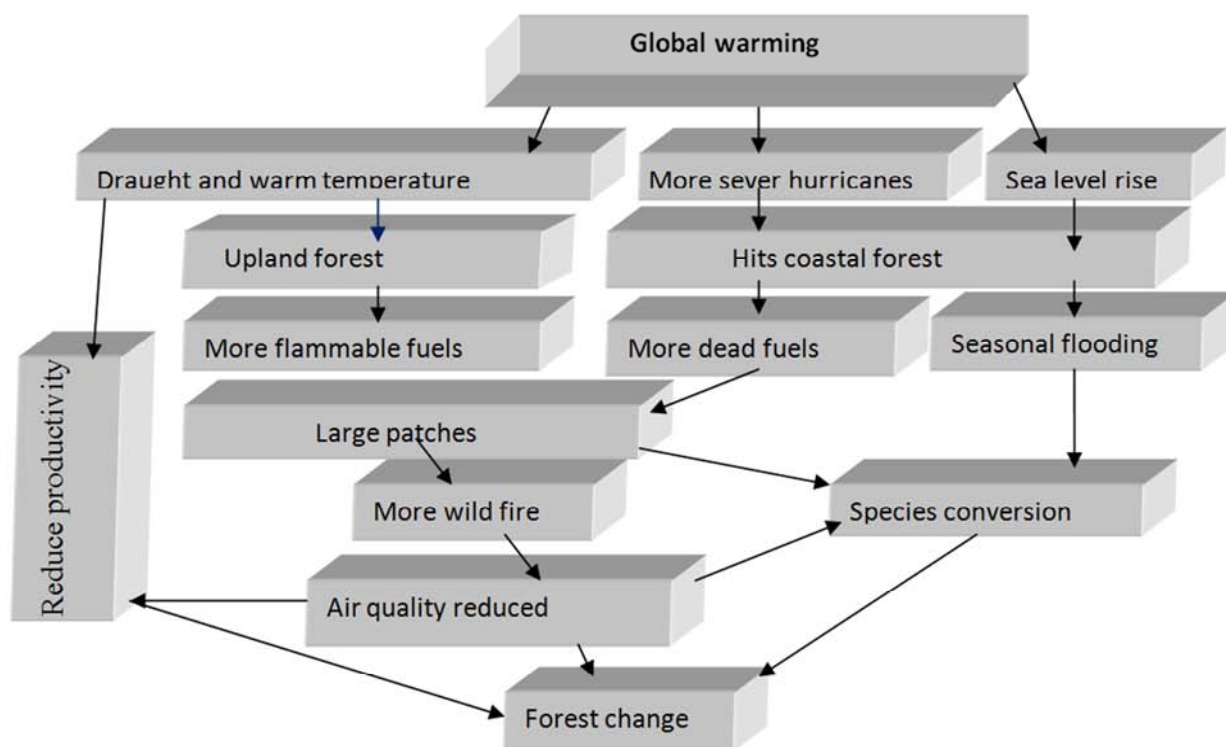 Global warming
Draught and warm temperature
More sever hurricanes
Sea level rise
Upland forest
Hits coastal forest
More flammable fuels
More dead fuels
Seasonal flooding
Reduce productivity
Large patches
More wild fire
Species conversion
Air quality reduced
Forest change